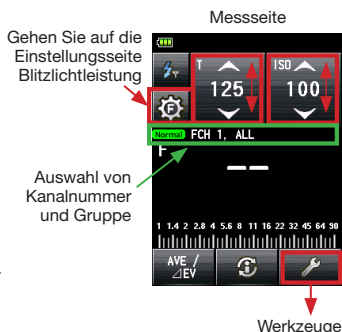 Messseite
Gehen Sie auf die
Einstellungsseite
Blitzlichtleistung
T
125
ISO
100
Normal FCH 1, ALL
F
--
Auswahl von
Kanalnummer
und Gruppe
1 1.4 2 2.8 4 5.6 8 11 16 22 32 45 64 90
AVE /
⊿EV
Werkzeuge